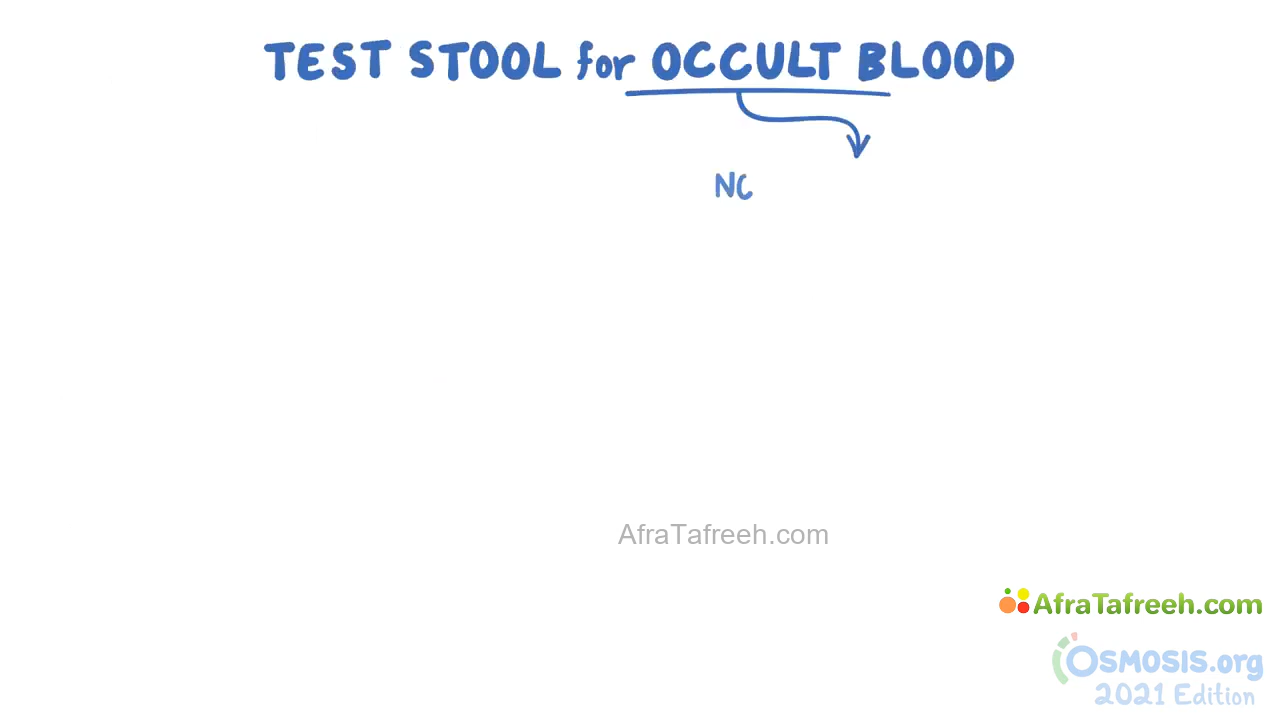 TEST STOOL for OCCULT BLOOD
NC
AfraTafreeh.com
AfraTafreeh.com
OSMOSIS.org
2021 Edition